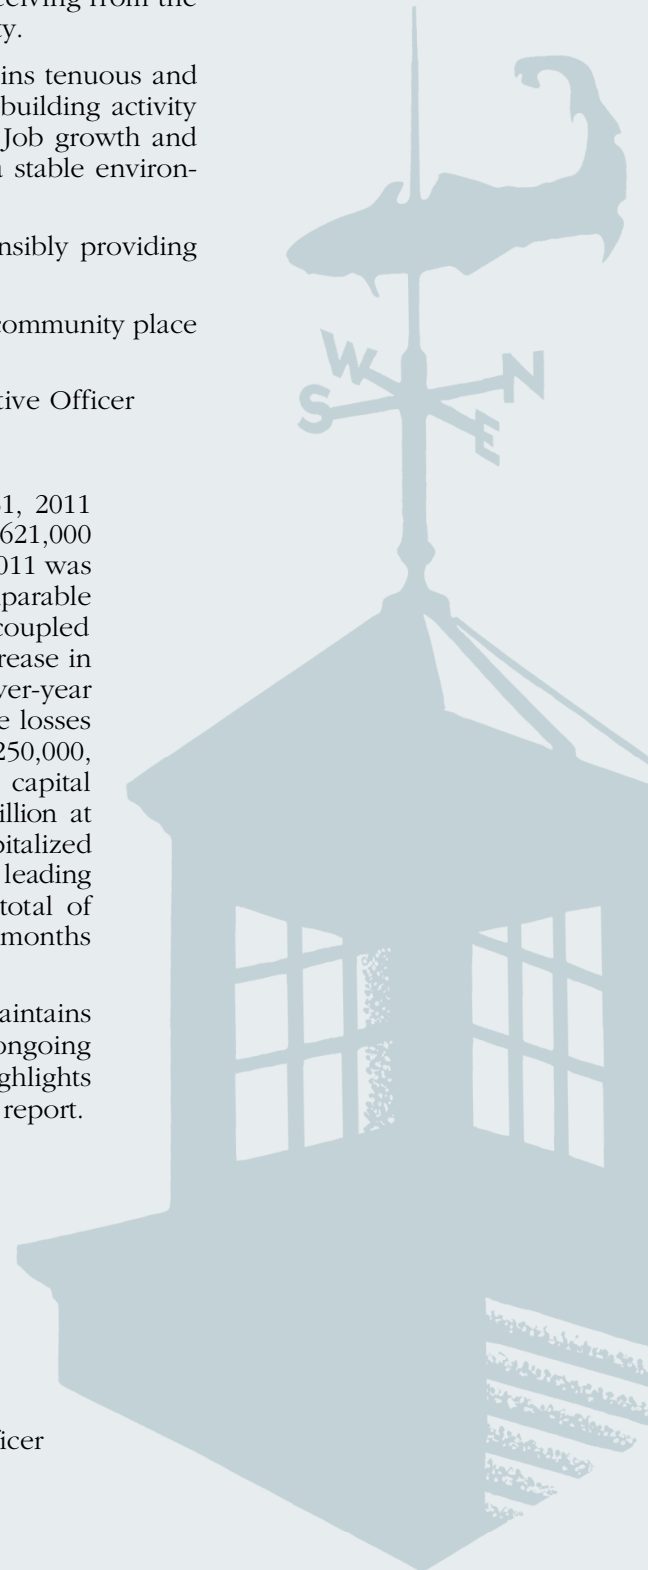 ceiving from the
ty.
ins tenuous and
building activity
Job growth and
a stable environ-
nsibly providing
community place
tive Officer
1, 2011
621,000
011 was
parable
coupled
rease in
ver-year
e losses
250,000,
capital
illion at
pitalized
leading
total of
months
aintains
ongoing
ghlights
report.
ficer
W
N
S
E